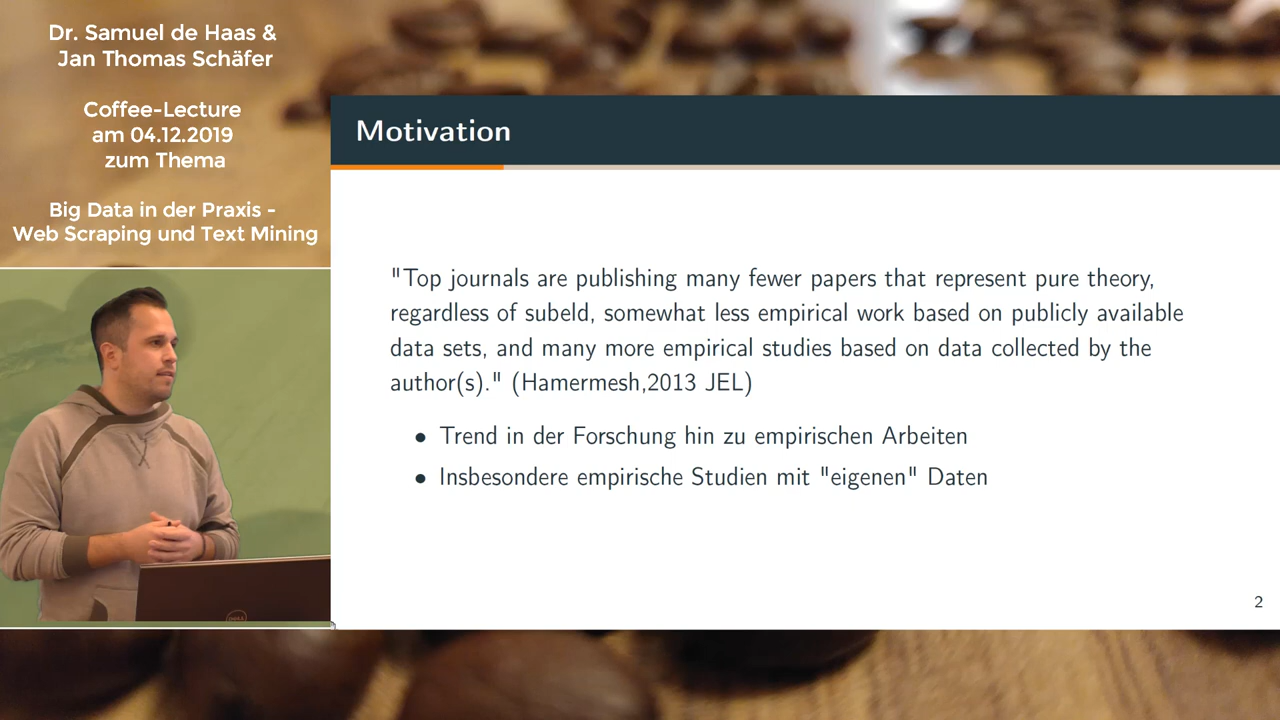 Dr. Samuel de Haas &
Jan Thomas Schäfer
Coffee-Lecture
am 04.12.2019
zum Thema
Big Data in der Praxis -
Web Scraping und Text Mining
Motivation
"Top journals are publishing many fewer papers that represent pure theory,
regardless of subeld, somewhat less empirical work based on publicly available
data sets, and many more empirical studies based on data collected by the
author(s)." (Hamermesh,2013 JEL)
• Trend in der Forschung hin zu empirischen Arbeiten
• Insbesondere empirische Studien mit "eigenen" Daten
2
DELL